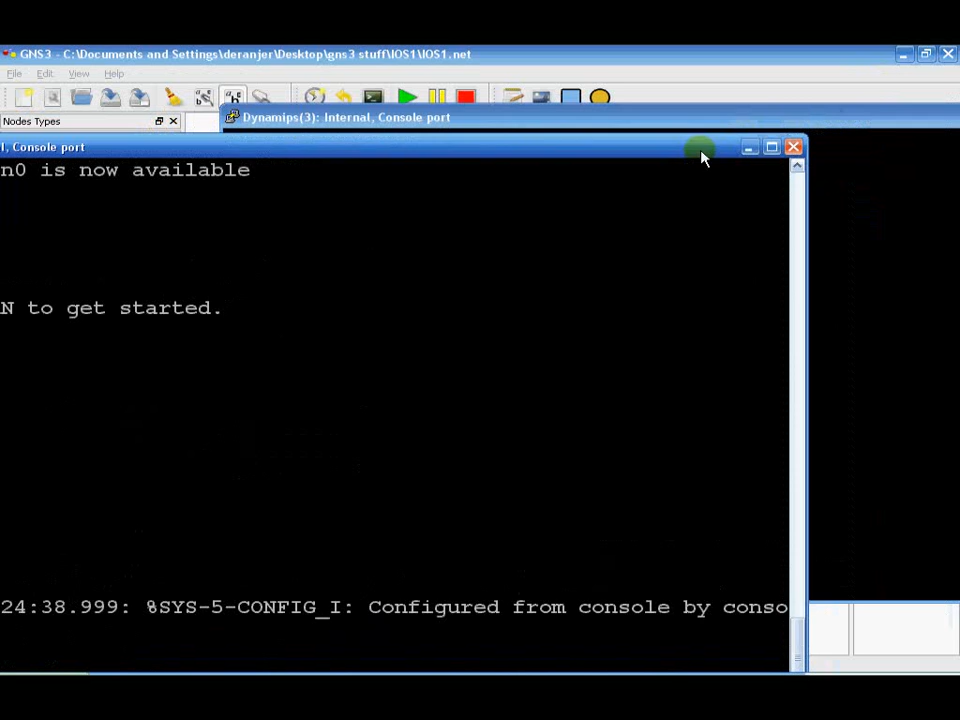 GNS3 - C:\Documents and Settings\deranjer\Desktop\gns3 stuff\IOS1\IOS1.net
File Edit View Help
Nodes Types
Dynamips(3): Internal, Console port
l, Console port
n0 is now available
N to get started.
24:38.999: %SYS-5-CONFIG_I: Configured from console by conso